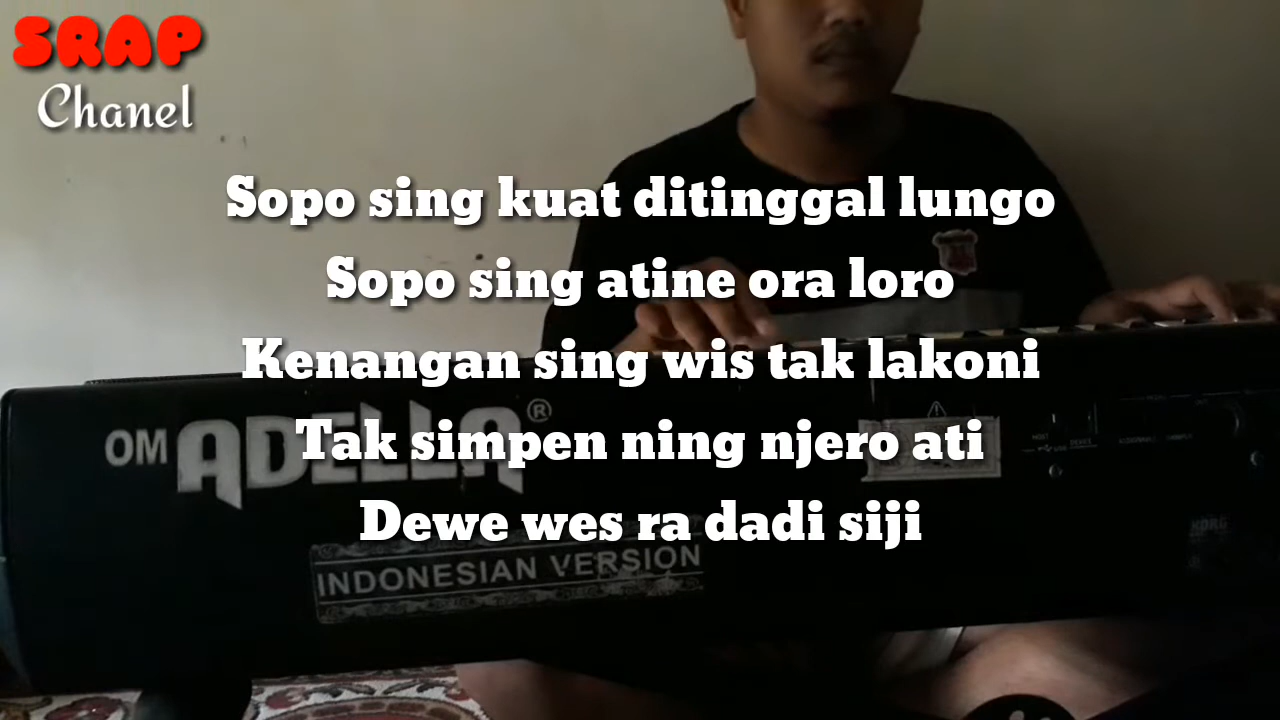 SRAP
Chanel
Sopo sing kuat ditinggal lungo
Sopo sing atine ora loro
Kenangan sing wis tak lakoni
Tak simpen ning njero ati
Dewe wes ra dadi siji
OM ADELLA ®
INDONESIAN VERSION
KORG